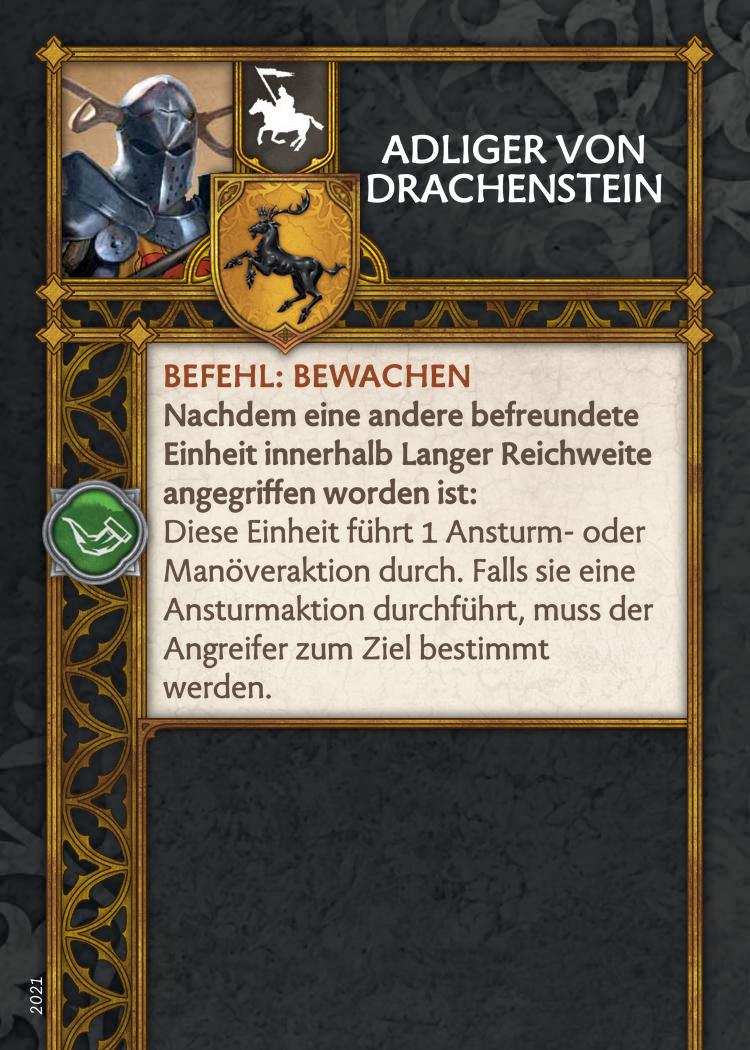 ADLIGER VON
DRACHENSTEIN
BEFEHL: BEWACHEN
Nachdem eine andere befreundete
Einheit innerhalb Langer Reichweite
angegriffen worden ist:
Diese Einheit führt 1 Ansturm- oder
Manöveraktion durch. Falls sie eine
Ansturmaktion durchführt, muss der
Angreifer zum Ziel bestimmt
werden.
2021